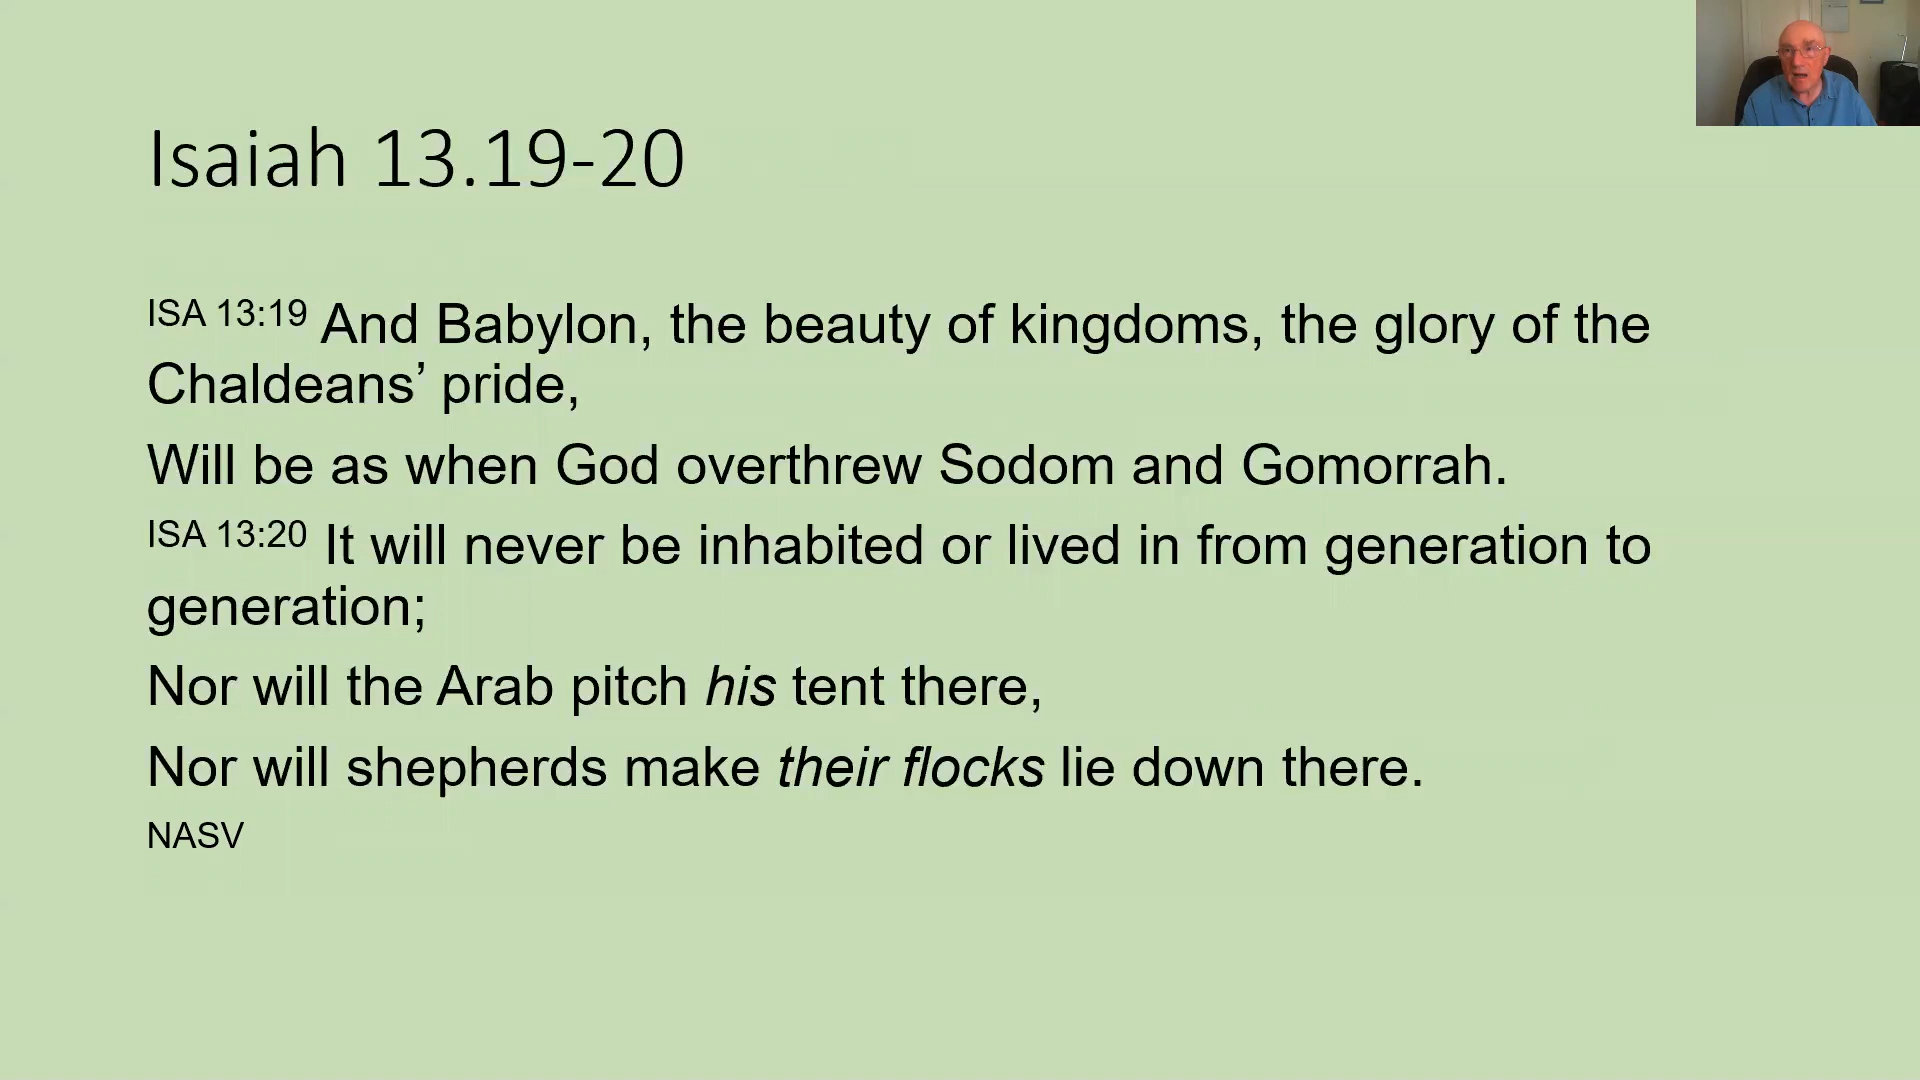 Isaiah 13.19-20
ISA 13:19 And Babylon, the beauty of kingdoms, the glory of the
Chaldeans’ pride,
Will be as when God overthrew Sodom and Gomorrah.
ISA 13:20 It will never be inhabited or lived in from generation to
generation;
Nor will the Arab pitch his tent there,
Nor will shepherds make their flocks lie down there.
NASV